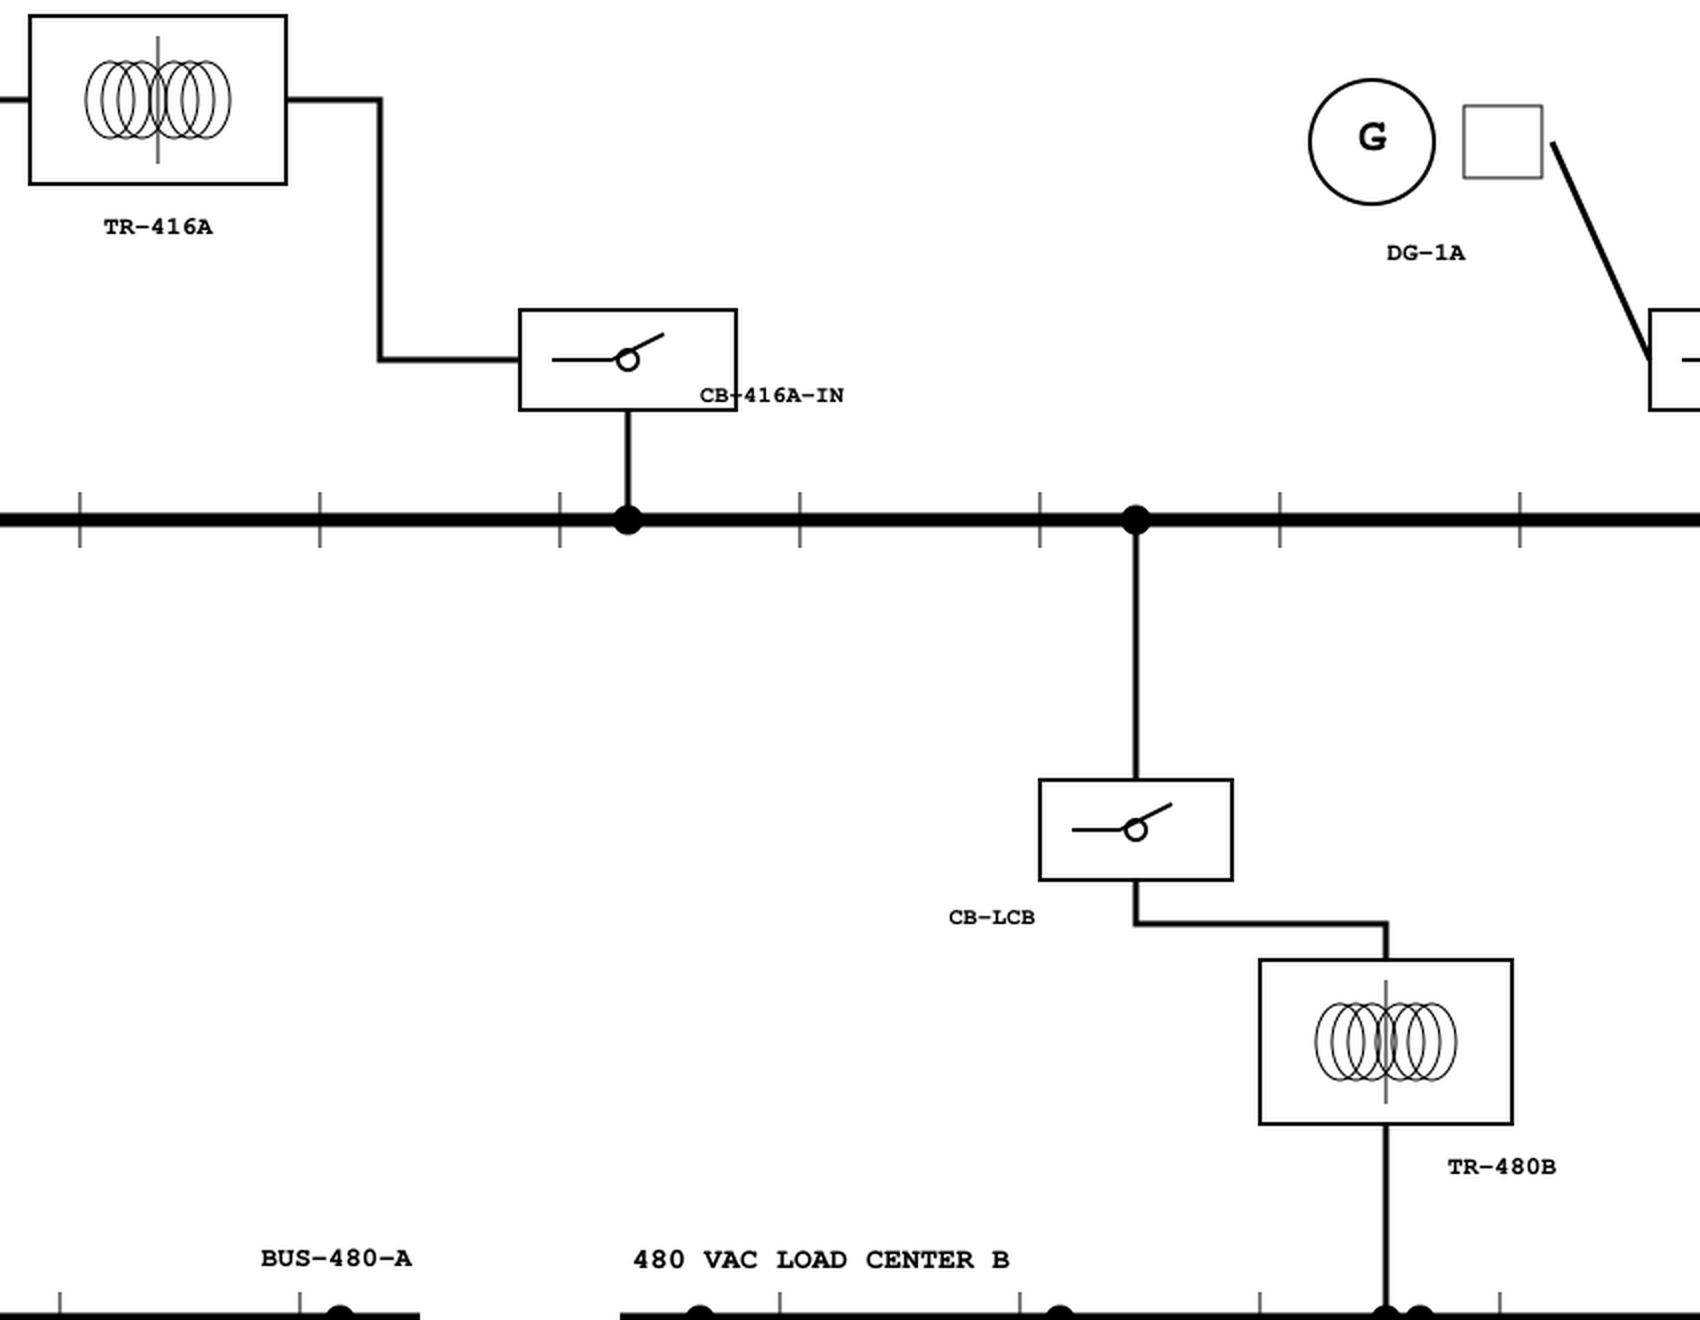 G
TR-416A
DG-1A
CB-416A-IN
CB-LCB
TR-480B
BUS-480-A
480 VAC LOAD CENTER B